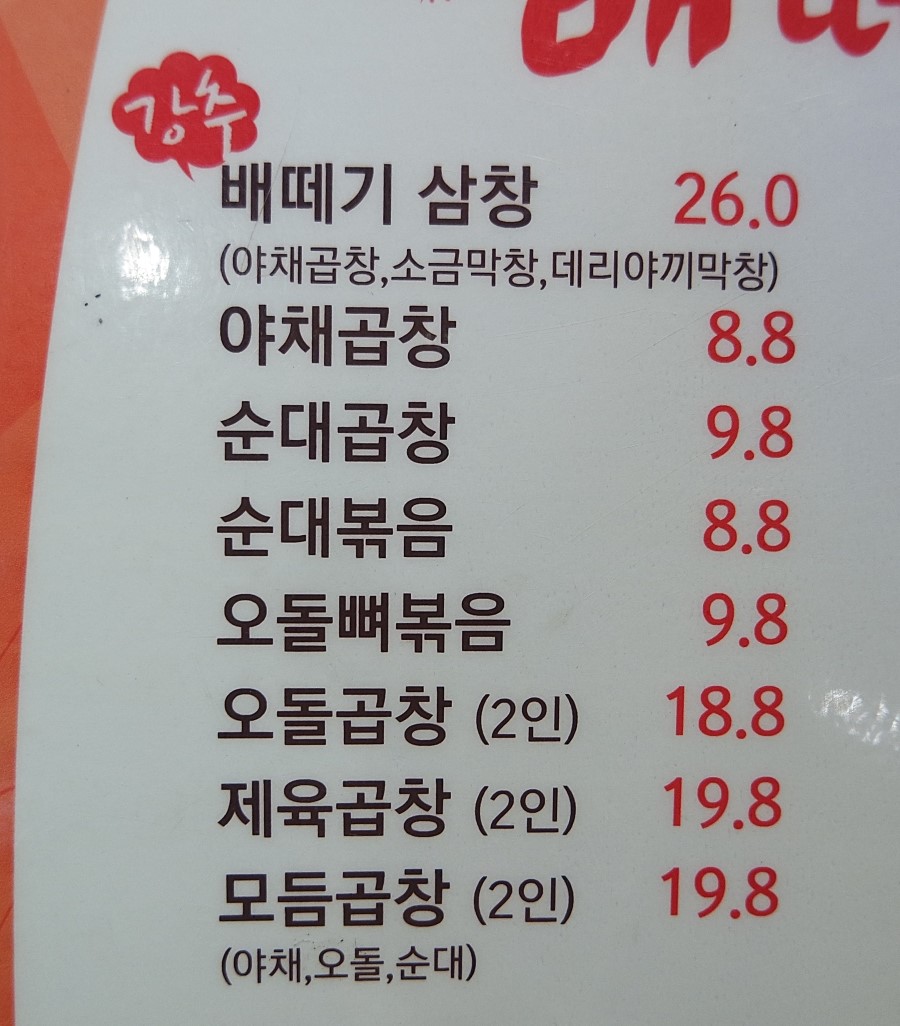 강추
배떼기 삼창 26.0
(야채곱창,소금막창,데리야끼막창)
야채곱창 8.8
순대곱창 9.8
순대볶음 8.8
오돌뼈볶음 9.8
오돌곱창 (2인) 18.8
제육곱창 (2인) 19.8
모듬곱창 (2인) 19.8
(야채,오돌,순대)